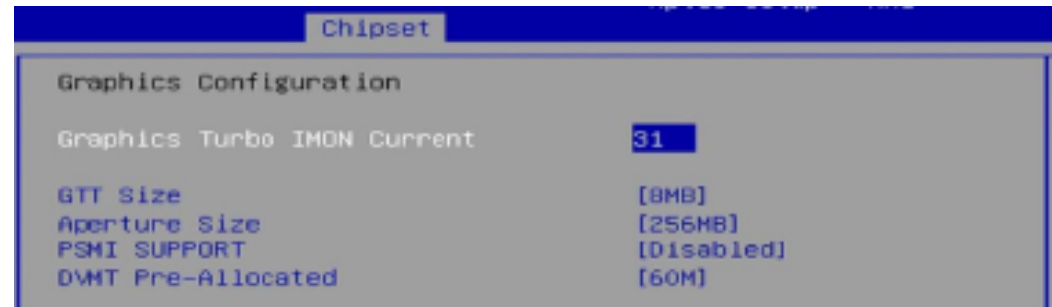 Chipset
Graphics Configuration
Graphics Turbo IMON Current 31
GTT Size [8MB]
Aperture Size [256MB]
PSMI SUPPORT [Disabled]
DVMT Pre-Allocated [60M]